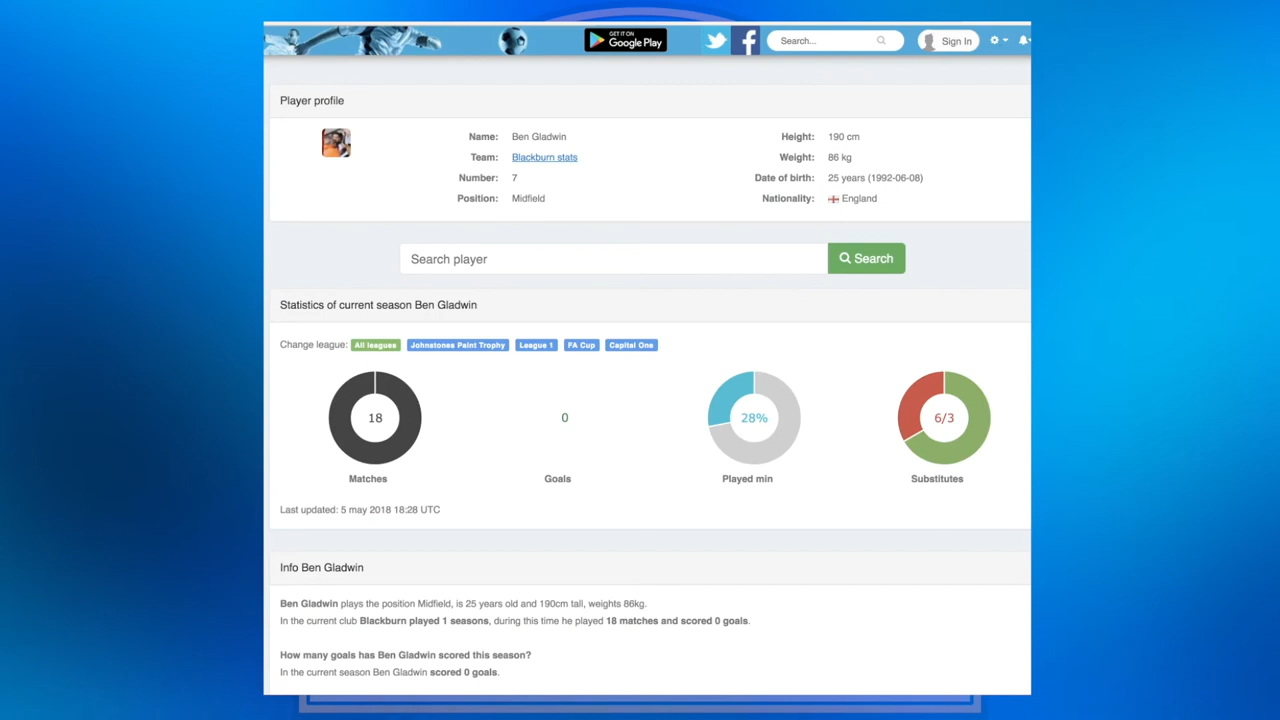 GET IT ON
Google Play
Search...
Sign In
Player profile
Name: Ben Gladwin
Team: Blackburn stats
Number: 7
Position: Midfield
Height: 190 cm
Weight: 86 kg
Date of birth: 25 years (1992-06-08)
Nationality: England
Search player
Search
Statistics of current season Ben Gladwin
Change league: All leagues Johnstones Paint Trophy League 1 FA Cup Capital One
18 0 28% 6/3
Matches Goals Played min Substitutes
Last updated: 5 may 2018 18:28 UTC
Info Ben Gladwin
Ben Gladwin plays the position Midfield, is 25 years old and 190cm tall, weights 86kg.
In the current club Blackburn played 1 seasons, during this time he played 18 matches and scored 0 goals.
How many goals has Ben Gladwin scored this season?
In the current season Ben Gladwin scored 0 goals.